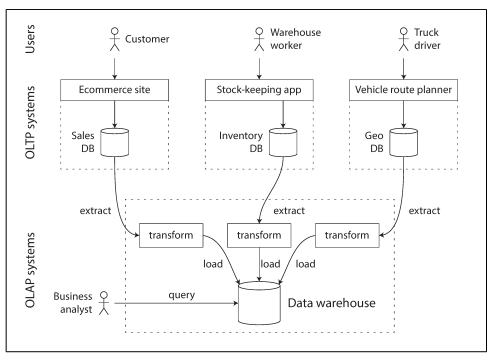 Users
Customer
Warehouse
worker
Truck
driver
OLTP systems
Ecommerce site
Stock-keeping app
Vehicle route planner
Sales
DB
Inventory
DB
Geo
DB
extract
extract
extract
OLAP systems
transform
transform
transform
load
load
load
Business
analyst
query
Data warehouse